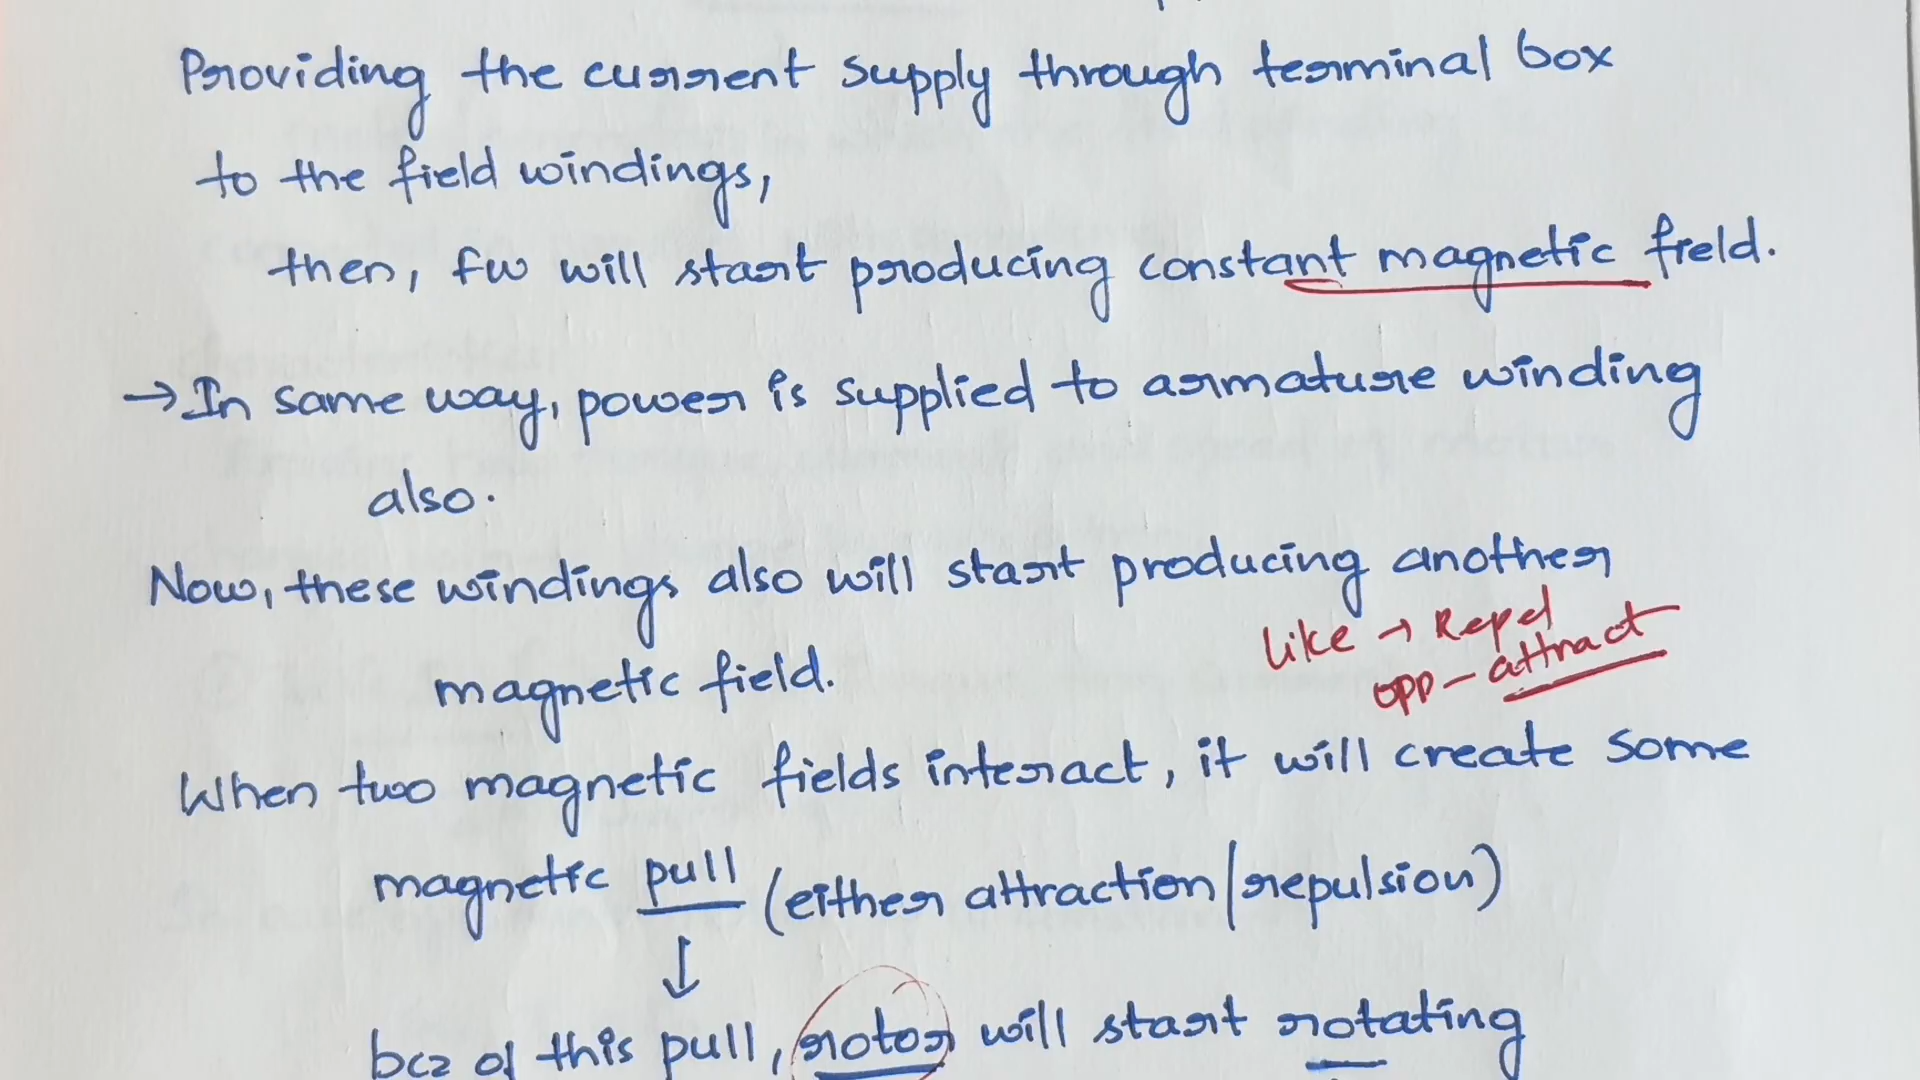 Providing the current supply through terminal box
to the field windings,
then, fw will start producing constant magnetic field.
→ In same way, power is supplied to armature winding
also.
Now, these windings also will start producing another
like → Repel
magnetic field.
opp - attract
When two magnetic fields interact, it will create some
magnetic pull (either attraction/repulsion)
↓
bcz of this pull, rotor will start rotating